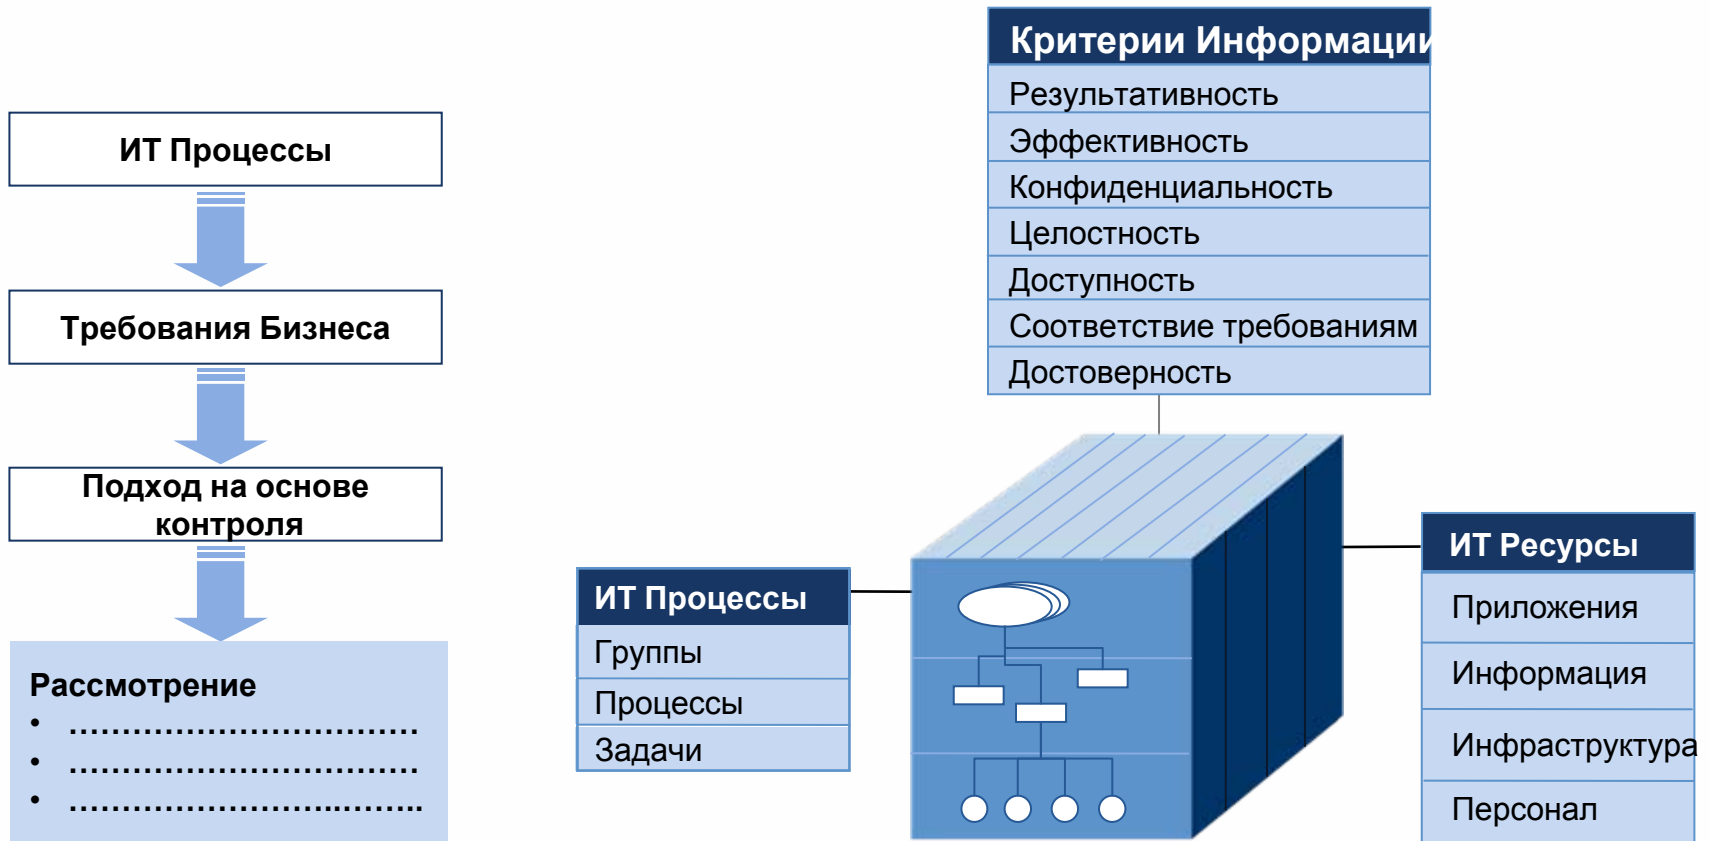 ИТ Процессы
Требования Бизнеса
Подход на основе
контроля
Рассмотрение
• ……………………………
• ……………………………
• ……………………..……..
Критерии Информации
Результативность
Эффективность
Конфиденциальность
Целостность
Доступность
Соответствие требованиям
Достоверность
ИТ Процессы
Группы
Процессы
Задачи
ИТ Ресурсы
Приложения
Информация
Инфраструктура
Персонал